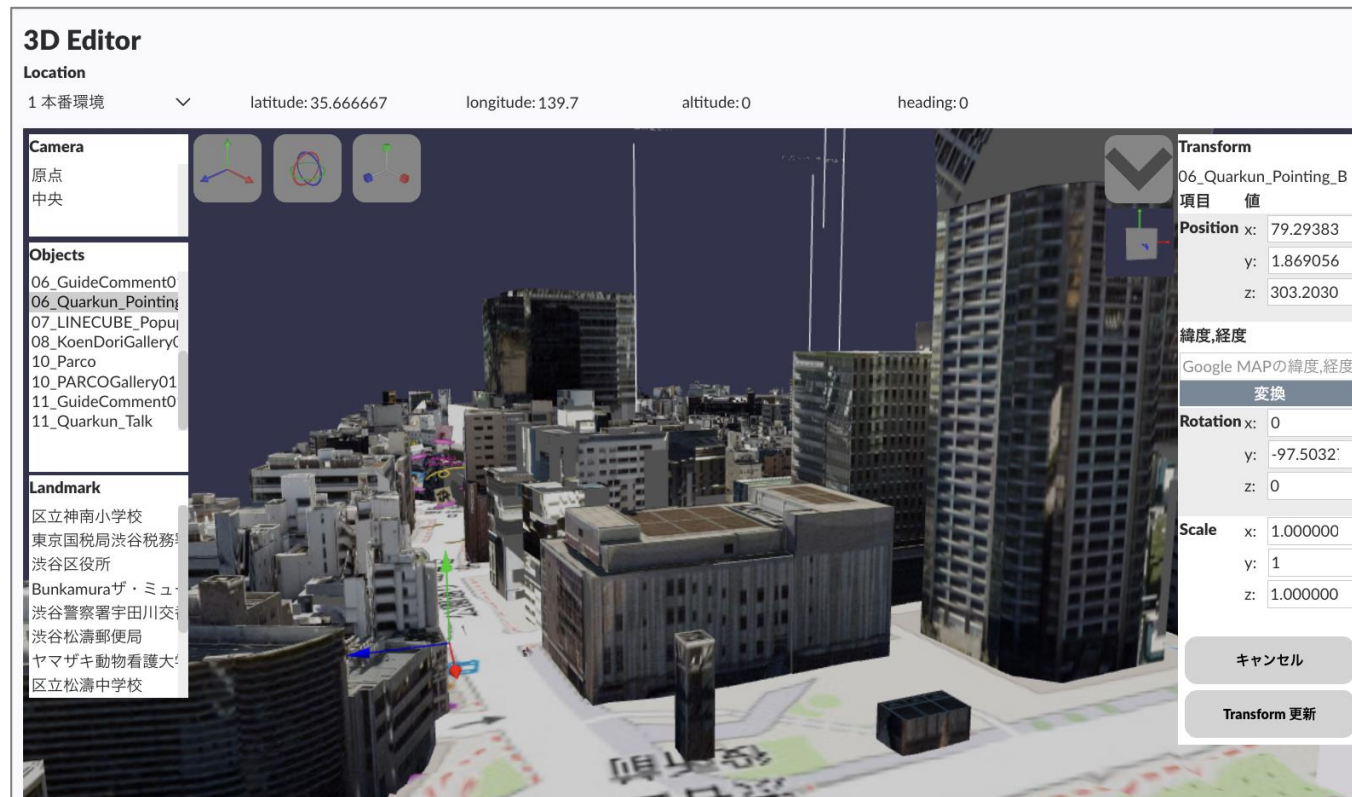 3D Editor
Location
1 本番環境
latitude: 35.666667
longitude: 139.7
altitude: 0
heading: 0
Camera
原点
中央
Objects
06_GuideComment0
06_Quarkun_Pointing
07_LINECUBE_Popu
08_KoenDoriGallery
10_Parco
10_PARCOGallery01
11_GuideComment0
11_Quarkun_Talk
Landmark
区立神南小学校
東京国税局渋谷税務
渋谷区役所
Bunkamuraザ・ミュー
渋谷警察署宇田川交
渋谷松濤郵便局
ヤマザキ動物看護大
区立松濤中学校
Transform
06_Quarkun_Pointing_B
項目 値
Position x: 79.29383
y: 1.869056
z: 303.2030
緯度,経度
Google MAPの緯度,経度
変換
Rotation x: 0
y: -97.5032
z: 0
Scale x: 1.000000
y: 1
z: 1.000000
キャンセル
Transform 更新
役所前